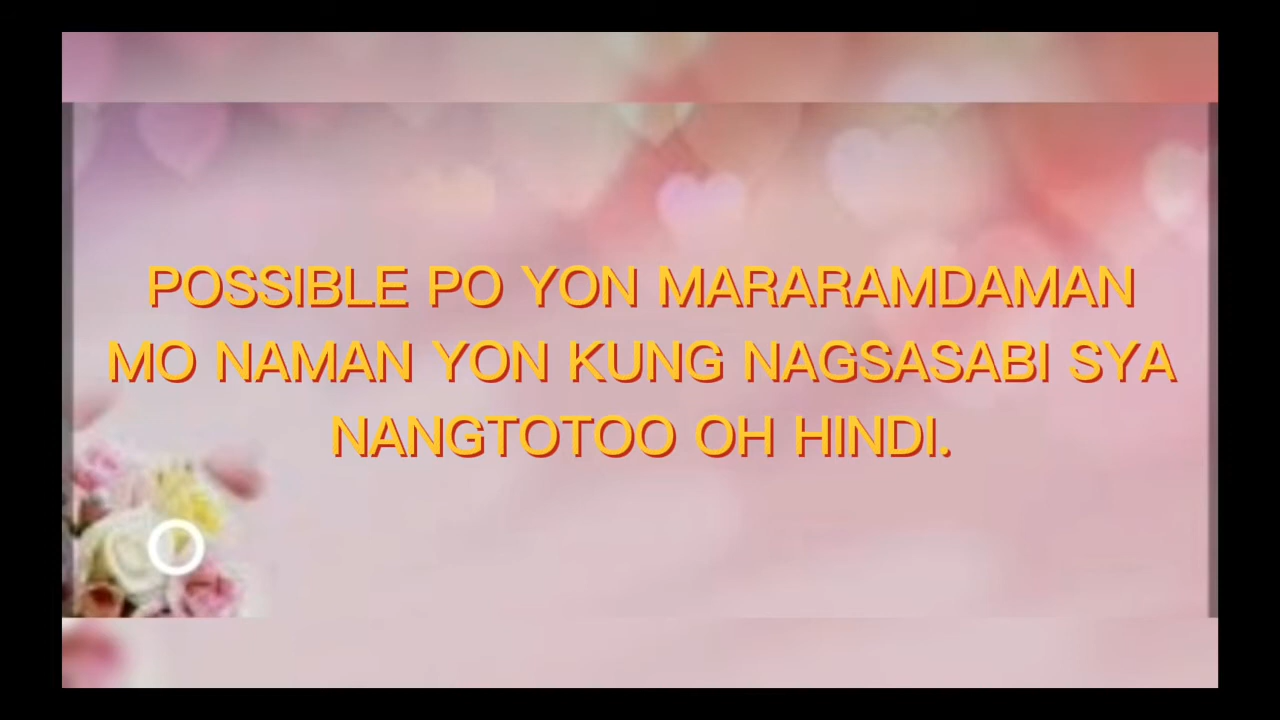 POSSIBLE PO YON MARARAMDAMAN
MO NAMAN YON KUNG NAGSASABI SYA
NANGTOTOO OH HINDI.